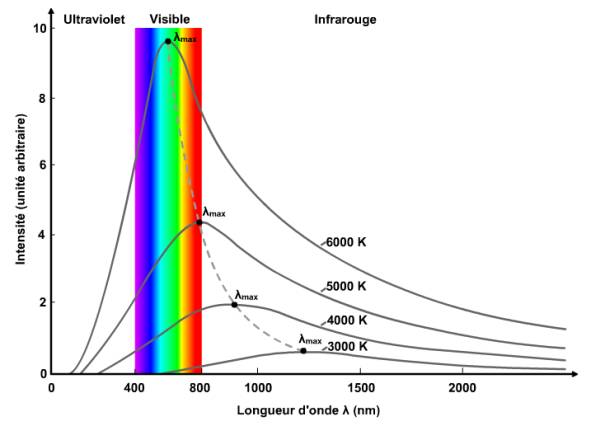 Ultraviolet Visible Infrarouge
10
λmax
8
6
4
λmax
6000 K
5000 K
2
λmax
4000 K
λmax
3000 K
0
0 400 800 1000 1500 2000
Intensité (unité arbitraire)
Longueur d'onde λ (nm)